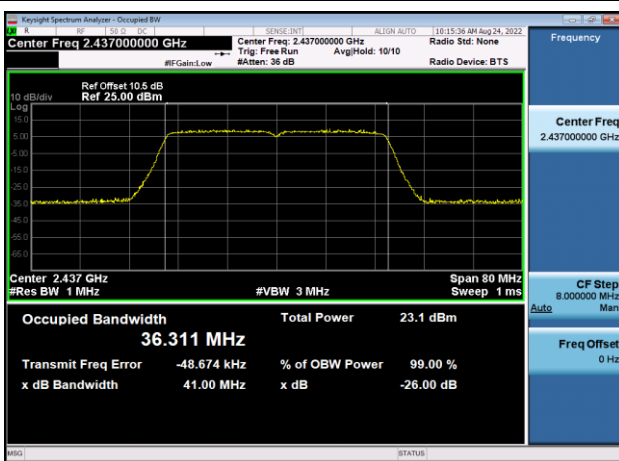 Keysight Spectrum Analyzer - Occupied BW
R RF 50 Ω DC SENSE:INT ALIGN AUTO 10:15:36 AM Aug 24, 2022
Center Freq 2.437000000 GHz
Center Freq: 2.437000000 GHz
Radio Std: None
Trig: Free Run Avg|Hold: 10/10
#IFGain:Low #Atten: 36 dB Radio Device: BTS
Frequency
Ref Offset 10.5 dB
10 dB/div Ref 25.00 dBm
Log
15.0
5.00
-5.00
-15.0
-25.0
-35.0
-45.0
-55.0
-65.0
Center 2.437 GHz Span 80 MHz
#Res BW 1 MHz #VBW 3 MHz Sweep 1 ms
Occupied Bandwidth Total Power 23.1 dBm
36.311 MHz
Transmit Freq Error -48.674 kHz % of OBW Power 99.00 %
x dB Bandwidth 41.00 MHz x dB -26.00 dB
Center Freq
2.437000000 GHz
CF Step
8.000000 MHz
Auto Man
Freq Offset
0 Hz
MSG STATUS